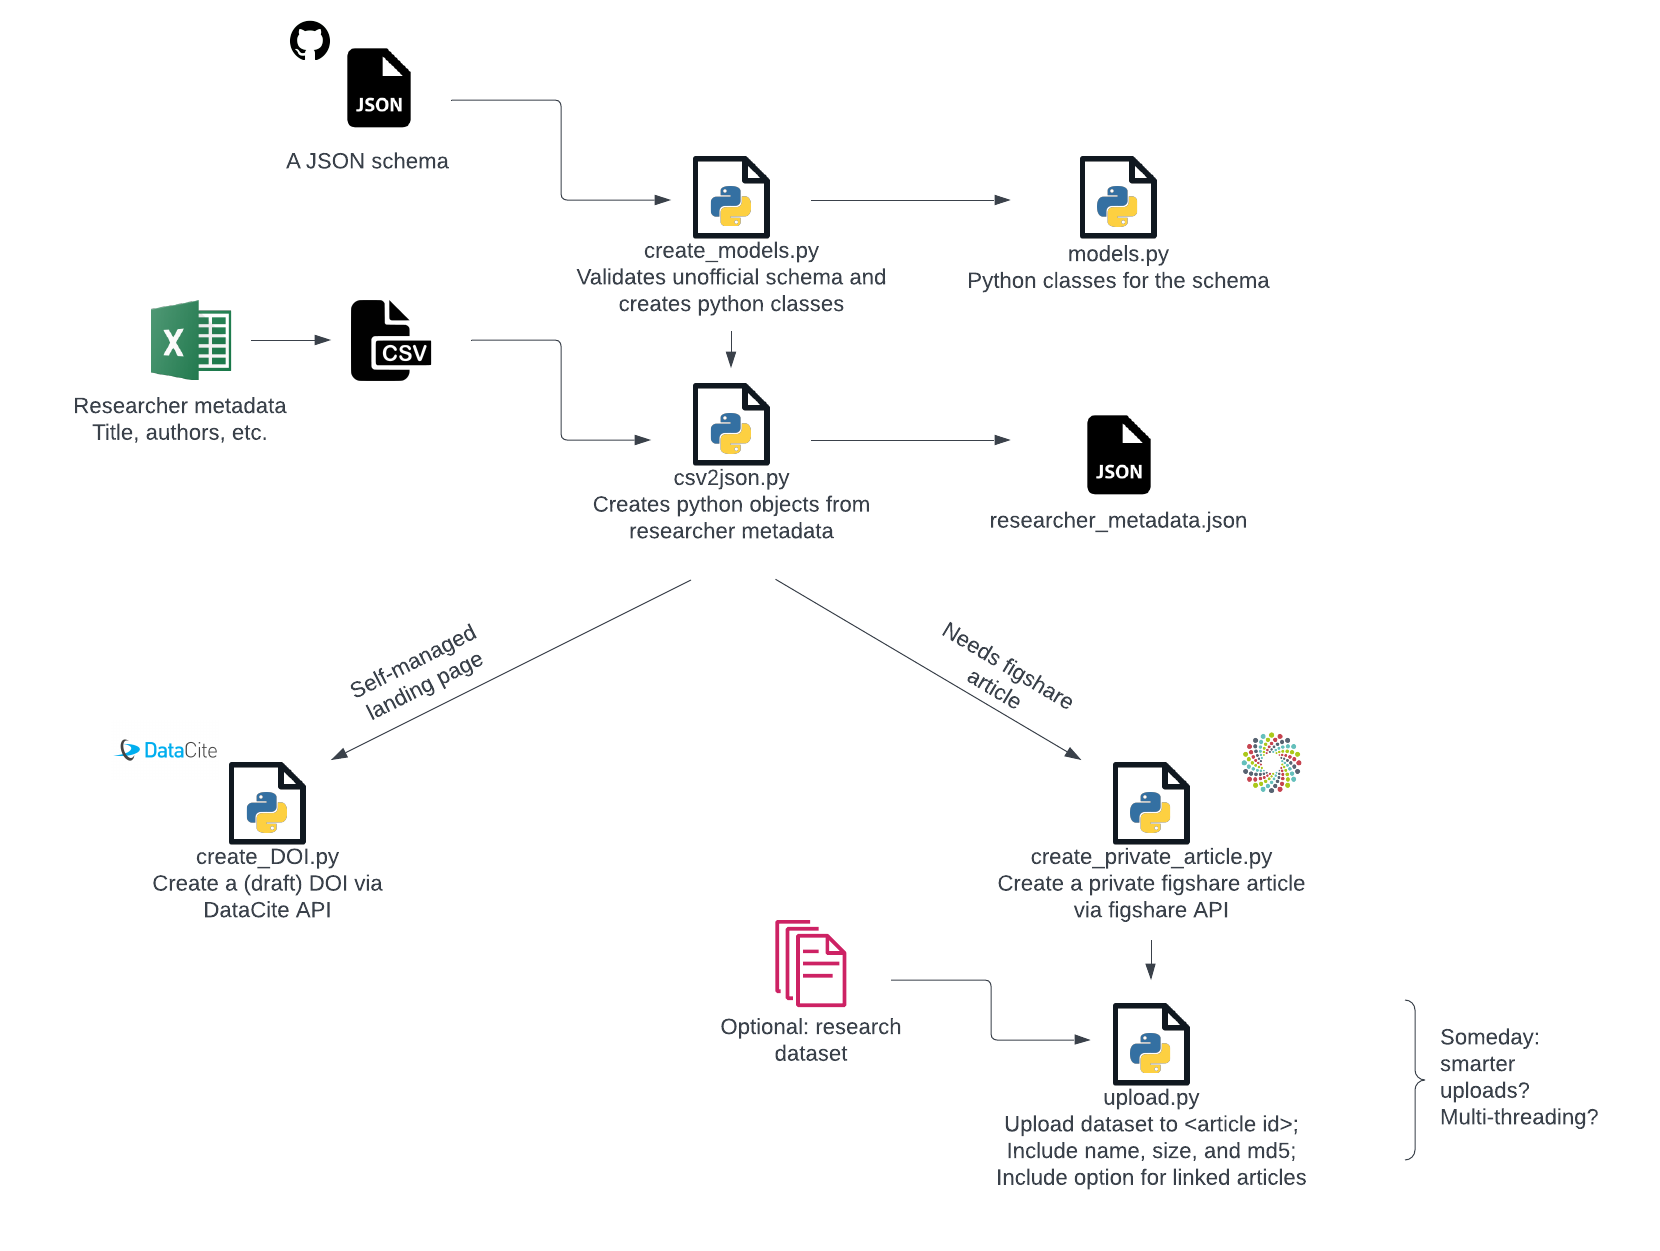 JSON
A JSON schema
create_models.py
Validates unofficial schema and
creates python classes
models.py
Python classes for the schema
X
CSV
Researcher metadata
Title, authors, etc.
csv2json.py
Creates python objects from
researcher metadata
JSON
researcher_metadata.json
Self-managed
landing page
Needs figshare
article
DataCite
create_DOI.py
Create a (draft) DOI via
DataCite API
create_private_article.py
Create a private figshare article
via figshare API
Optional: research
dataset
upload.py
Upload dataset to <article id>;
Include name, size, and md5;
Include option for linked articles
Someday:
smarter
uploads?
Multi-threading?